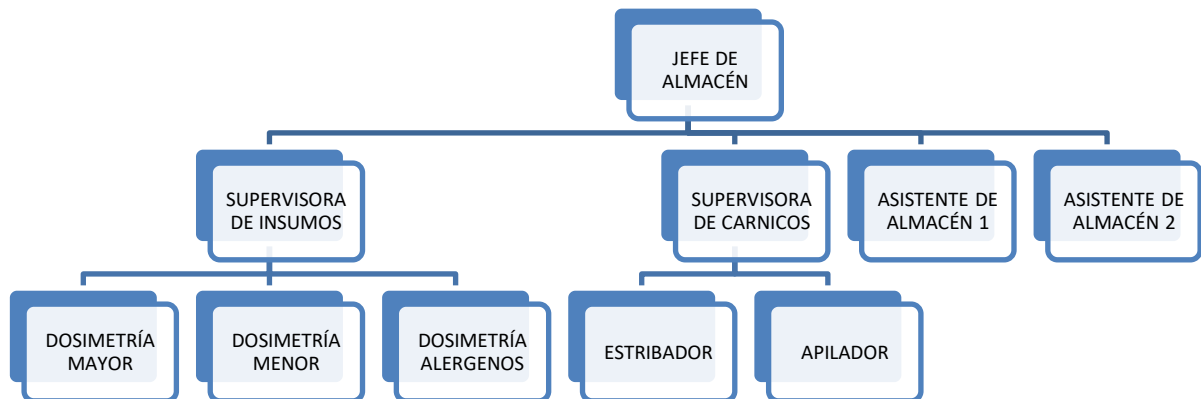 JEFE DE
ALMACÉN
SUPERVISORA
DE INSUMOS
SUPERVISORA
DE CARNICOS
ASISTENTE DE
ALMACÉN 1
ASISTENTE DE
ALMACÉN 2
DOSIMETRÍA
MAYOR
DOSIMETRÍA
MENOR
DOSIMETRÍA
ALERGENOS
ESTRIBADOR
APILADOR